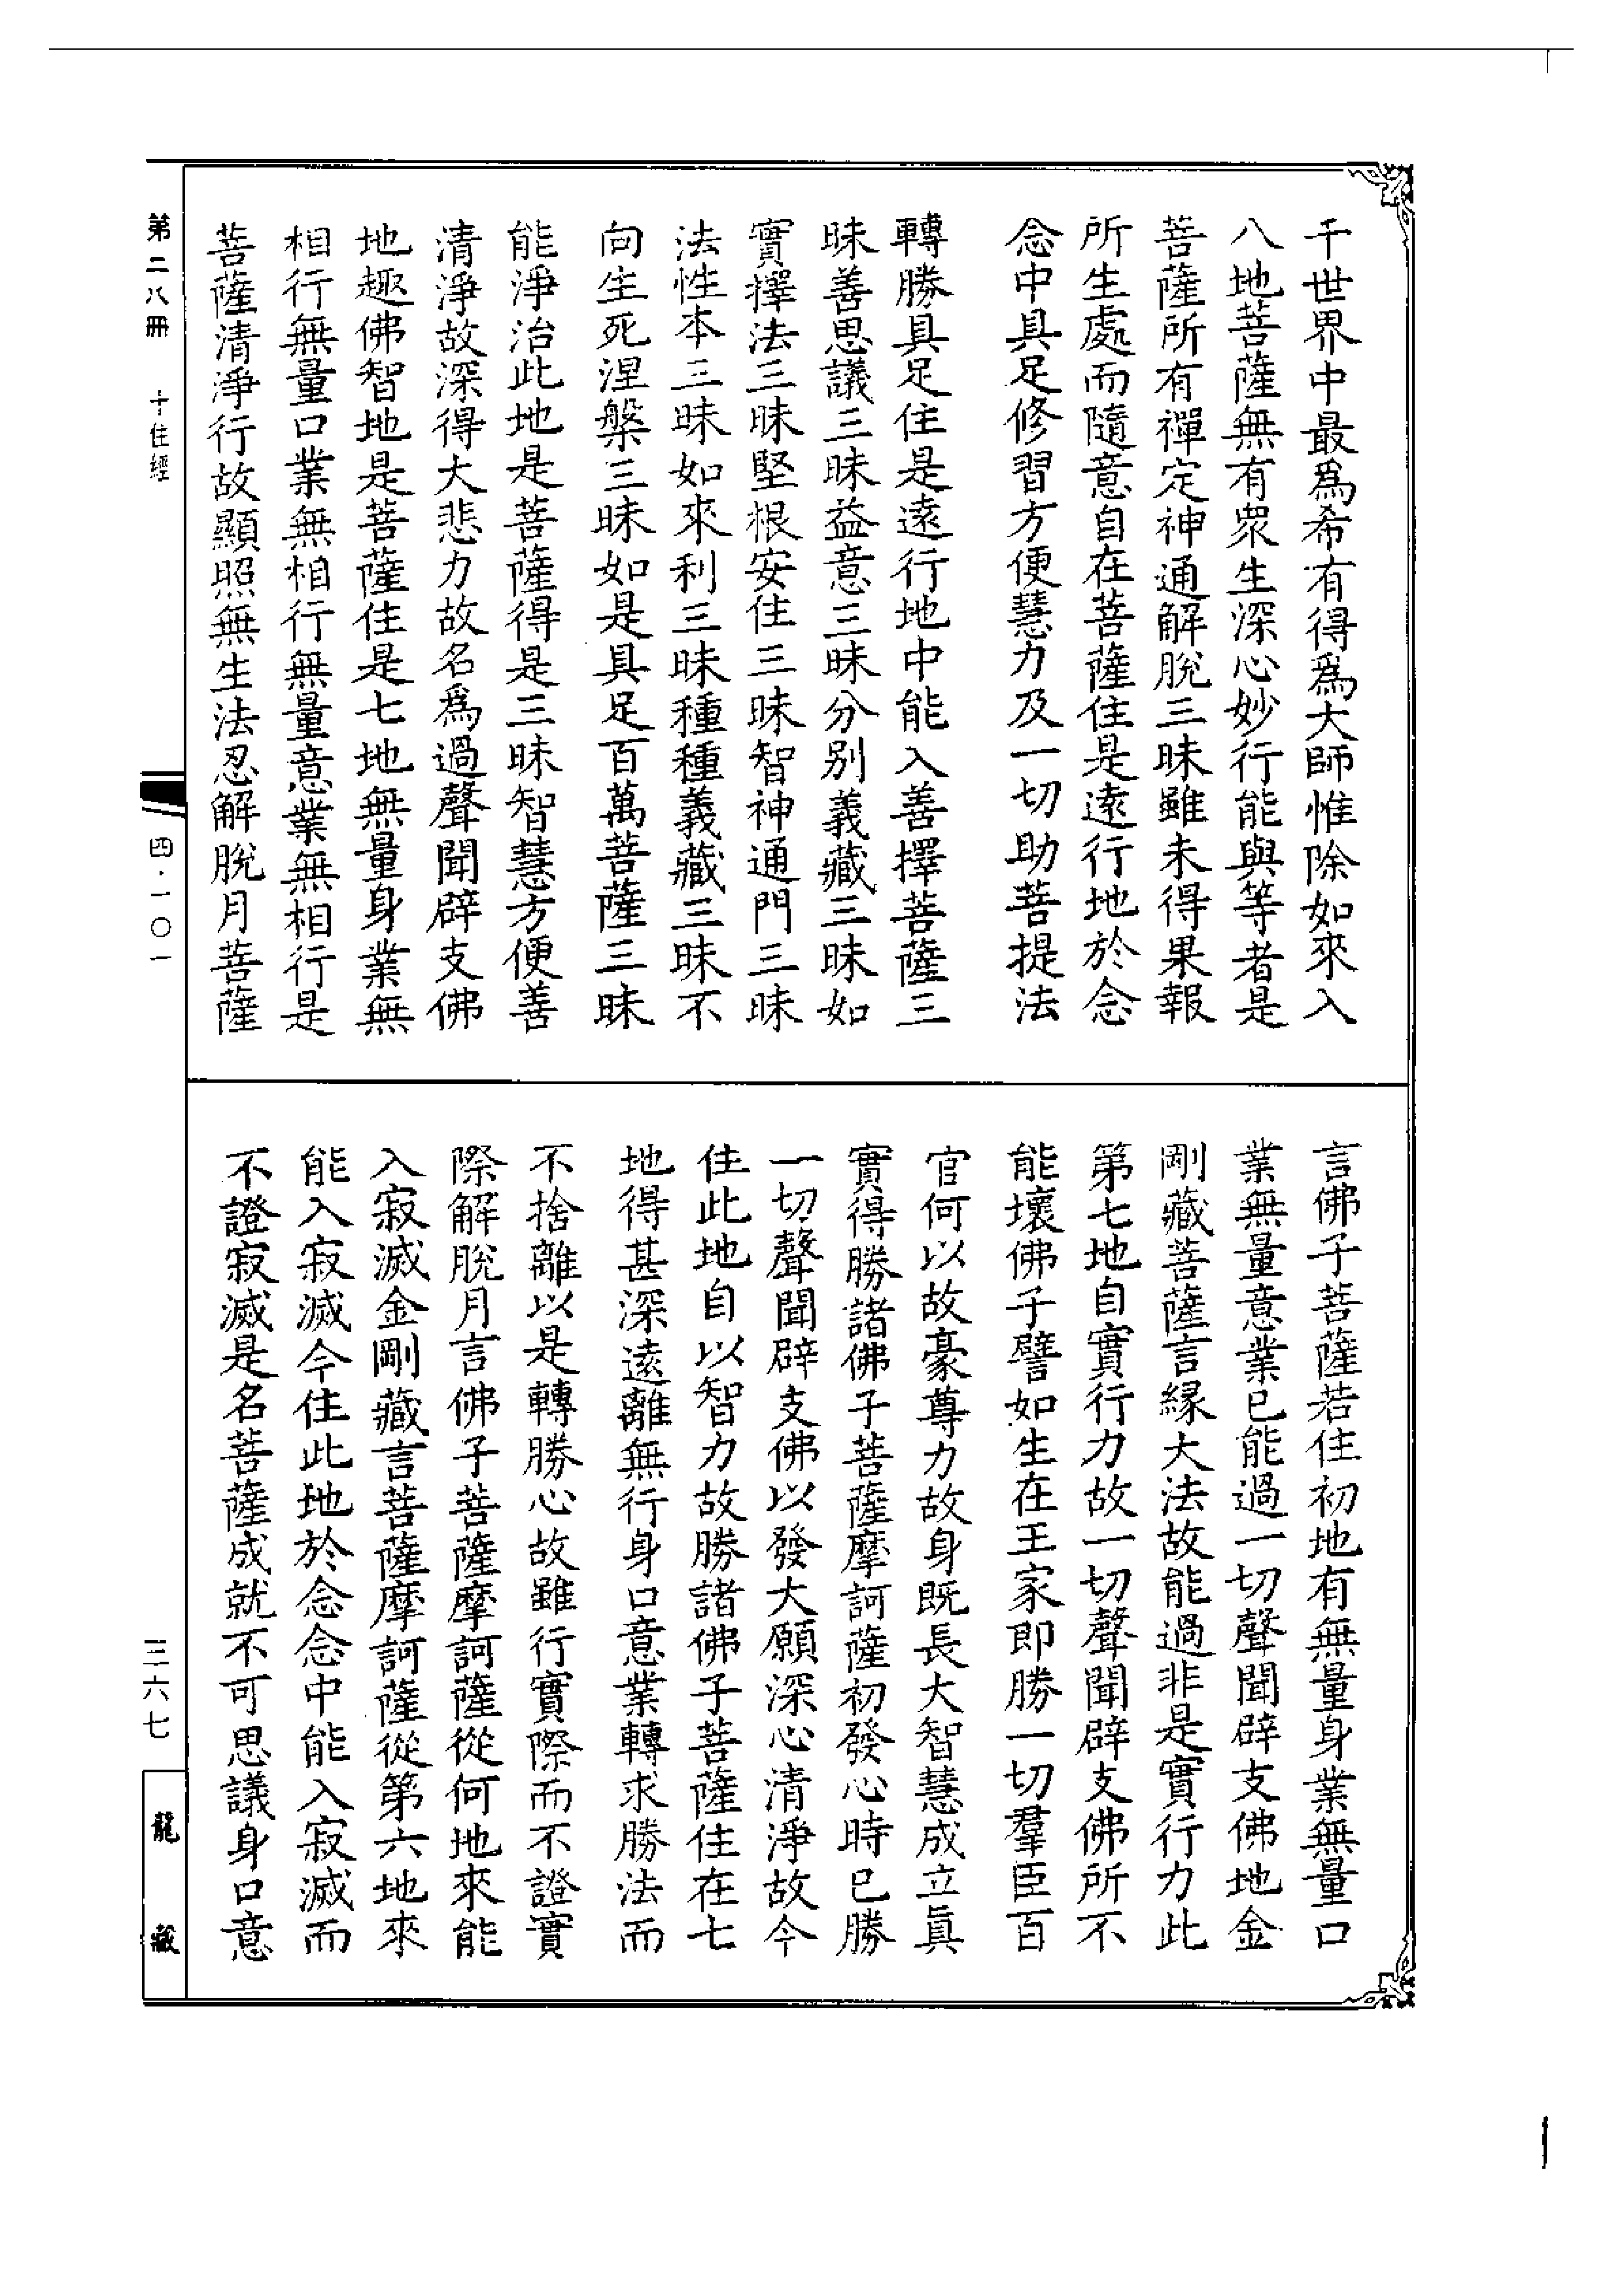 千世界中最爲希有得爲大師惟除如來入
八地菩薩無有衆生深心妙行能與等者是
菩薩所有禪定神通解脫三昧雖未得果報
所生處而隨意自在菩薩住是遠行地於念
念中具足修習方便慧力及一切助菩提法
轉勝具足住是遠行地中能入善擇菩薩三
昧善思議三昧益意三昧分別義藏三昧如
實擇法三昧堅根安住三昧智神通門三昧
法性本三昧如來利三昧種種義藏三昧不
向生死涅槃三昧如是具足百萬菩薩三昧
能淨治此地是菩薩得是三昧智慧方便善
清淨故深得大悲力故名爲過聲聞辟支佛
地趣佛智地是菩薩住是七地無量身業無
相行無量口業無相行無量意業無相行是
菩薩清淨行故顯照無生法忍解脫月菩薩
言佛子菩薩若住初地有無量身業無量口
業無量意業已能過一切聲聞辟支佛地金
剛藏菩薩言緣大法故能過非是實行力此
第七地自實行力故一切聲聞辟支佛所不
能壞佛子譬如生在王家即勝一切羣臣百
官何以故豪尊力故身既長大智慧成立眞
實得勝諸佛子菩薩摩訶薩初發心時已勝
一切聲聞辟支佛以發大願深心清淨故今
住此地自以智力故勝諸佛子菩薩住在七
地得甚深遠離無行身口意業轉求勝法而
不捨離以是轉勝心故雖行實際而不證實
際解脫月言佛子菩薩摩訶薩從何地來能
入寂滅金剛藏言菩薩摩訶薩從第六地來
能入寂滅今住此地於念念中能入寂滅而
不證寂滅是名菩薩成就不可思議身口意
第二八冊 十住經
四·一〇一
三六七
龍藏